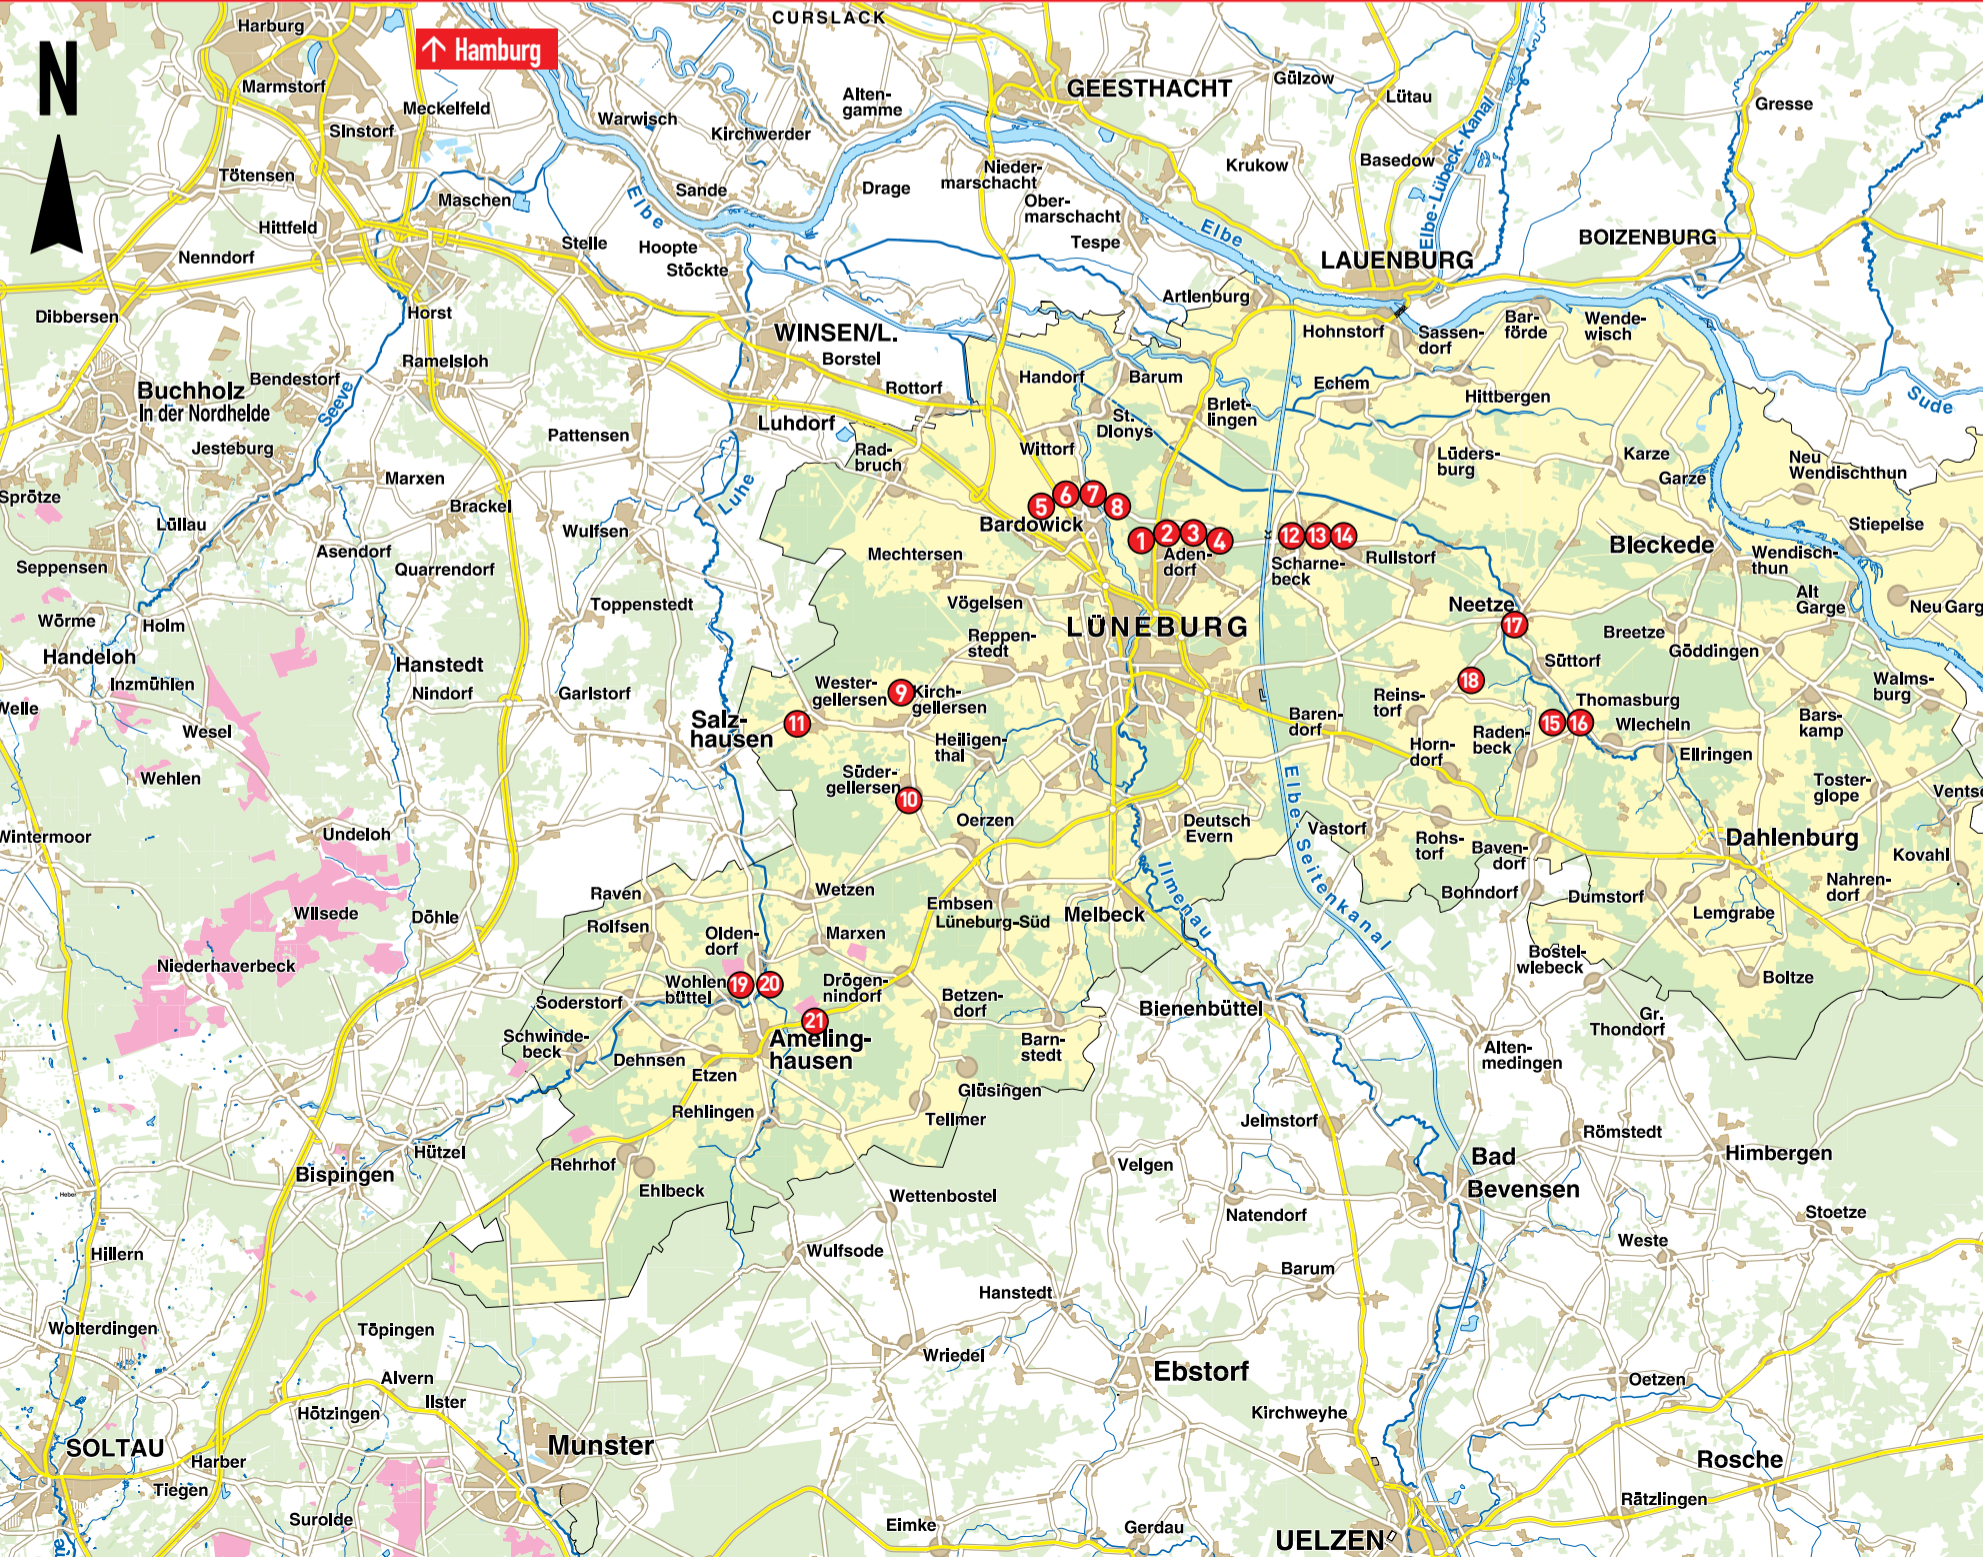 Harburg
CURSLACK
N
↑ Hamburg
Marmstorf
Meckelfeld
SInstorf
Warwisch
Alten-
gamme
Kirchwerder
GEESTHACHT
Gülzow
Lütau
Gresse
Tötensen
Maschen
Sande
Elbe
Drage
Nieder-
marschacht
Ober-
marschacht
Tespe
Krukow
Basedow
Elbe-Lübeck-Kanal
Hittfeld
Nenndorf
Stelle
Hoopte
Stöckte
Elbe
LAUENBURG
BOIZENBURG
Dibbersen
Horst
WINSEN/L.
Borstel
Artlenburg
Hohnstorf
Sassen-
dorf
Bar-
förde
Wende-
wisch
Ramelsloh
Buchholz
In der Nordhelde
Bendestorf
Seeve
Rottorf
Handorf
Barum
Echem
Hittbergen
Sude
Jesteburg
Pattensen
Luhdorf
Rad-
bruch
Wittorf
St.
DIonys
BrIet-
lingen
Lüders-
burg
Karze
Garze
Neu
Wendischthun
Sprötze
Marxen
Brackel
Luhe
Lüllau
Wulfsen
5
6
7
8
Bardowick
Stiepelse
Seppensen
Asendorf
Quarrendorf
Mechtersen
1
2
3
4
Aden-
dorf
12
13
14
Scharne-
beck
Rullstorf
Bleckede
Wendisch-
thun
Wörme
Holm
Toppenstedt
Vögelsen
Reppen-
stedt
LÜNEBURG
Neetze
17
Breetze
Alt
Garge
Neu Garg
Handeloh
Inzmühlen
Hanstedt
Nindorf
Garlstorf
Göddingen
Süttorf
Welle
Wesel
Salz-
hausen
Wester-
gellersen
9
Kirch-
gellersen
11
18
Reins-
torf
Thomasburg
15
16
WIecheln
Walms-
burg
Bars-
kamp
Wehlen
Heiligen-
thal
Baren-
dorf
Horn-
dorf
Raden-
beck
Ellringen
Süder-
gellersen
10
Elbe-Seitenkanal
Toster-
glope
Ventsc
Wintermoor
Undeloh
Oerzen
Deutsch
Evern
Vastorf
Rohs-
torf
Baven-
dorf
Dahlenburg
Kovahl
Raven
Wetzen
Ilmenau
Bohndorf
Dumstorf
Nahren-
dorf
WIlsede
Döhle
Rolfsen
Embsen
Lüneburg-Süd
Melbeck
Lemgrabe
Niederhaverbeck
Olden-
dorf
Marxen
Bostel-
wIebeck
Boltze
Wohlen
büttel
19
20
Drögen-
nindorf
Soderstorf
Betzen-
dorf
Bienenbüttel
Gr.
Thondorf
Schwinde-
beck
21
Ameling-
hausen
Barn-
stedt
Alten-
medingen
Dehnsen
Etzen
Glüsingen
Rehlingen
Tellmer
Jelmstorf
Römstedt
Himbergen
Hützel
Bispingen
Rehrhof
Ehlbeck
Velgen
Bad
Bevensen
Heber
Wettenbostel
Natendorf
Stoetze
Hillern
Wulfsode
Weste
Barum
Hanstedt
Wolterdingen
Töpingen
Wriedel
Ebstorf
Alvern
Ilster
Oetzen
Hötzingen
Kirchweyhe
SOLTAU
Harber
Munster
Rosche
Tiegen
Rätzlingen
Surolde
Eimke
Gerdau
UELZEN